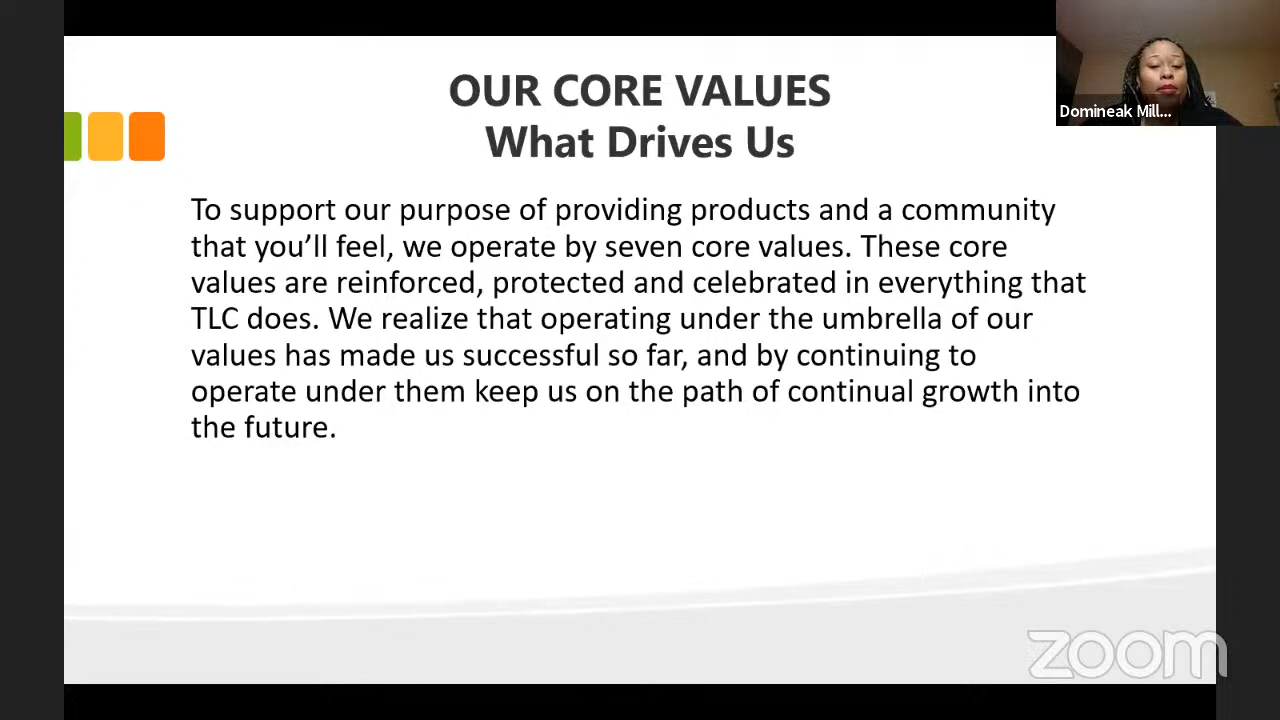 OUR CORE VALUES
What Drives Us
To support our purpose of providing products and a community
that you'll feel, we operate by seven core values. These core
values are reinforced, protected and celebrated in everything that
TLC does. We realize that operating under the umbrella of our
values has made us successful so far, and by continuing to
operate under them keep us on the path of continual growth into
the future.
Domineak Mill...
zoom